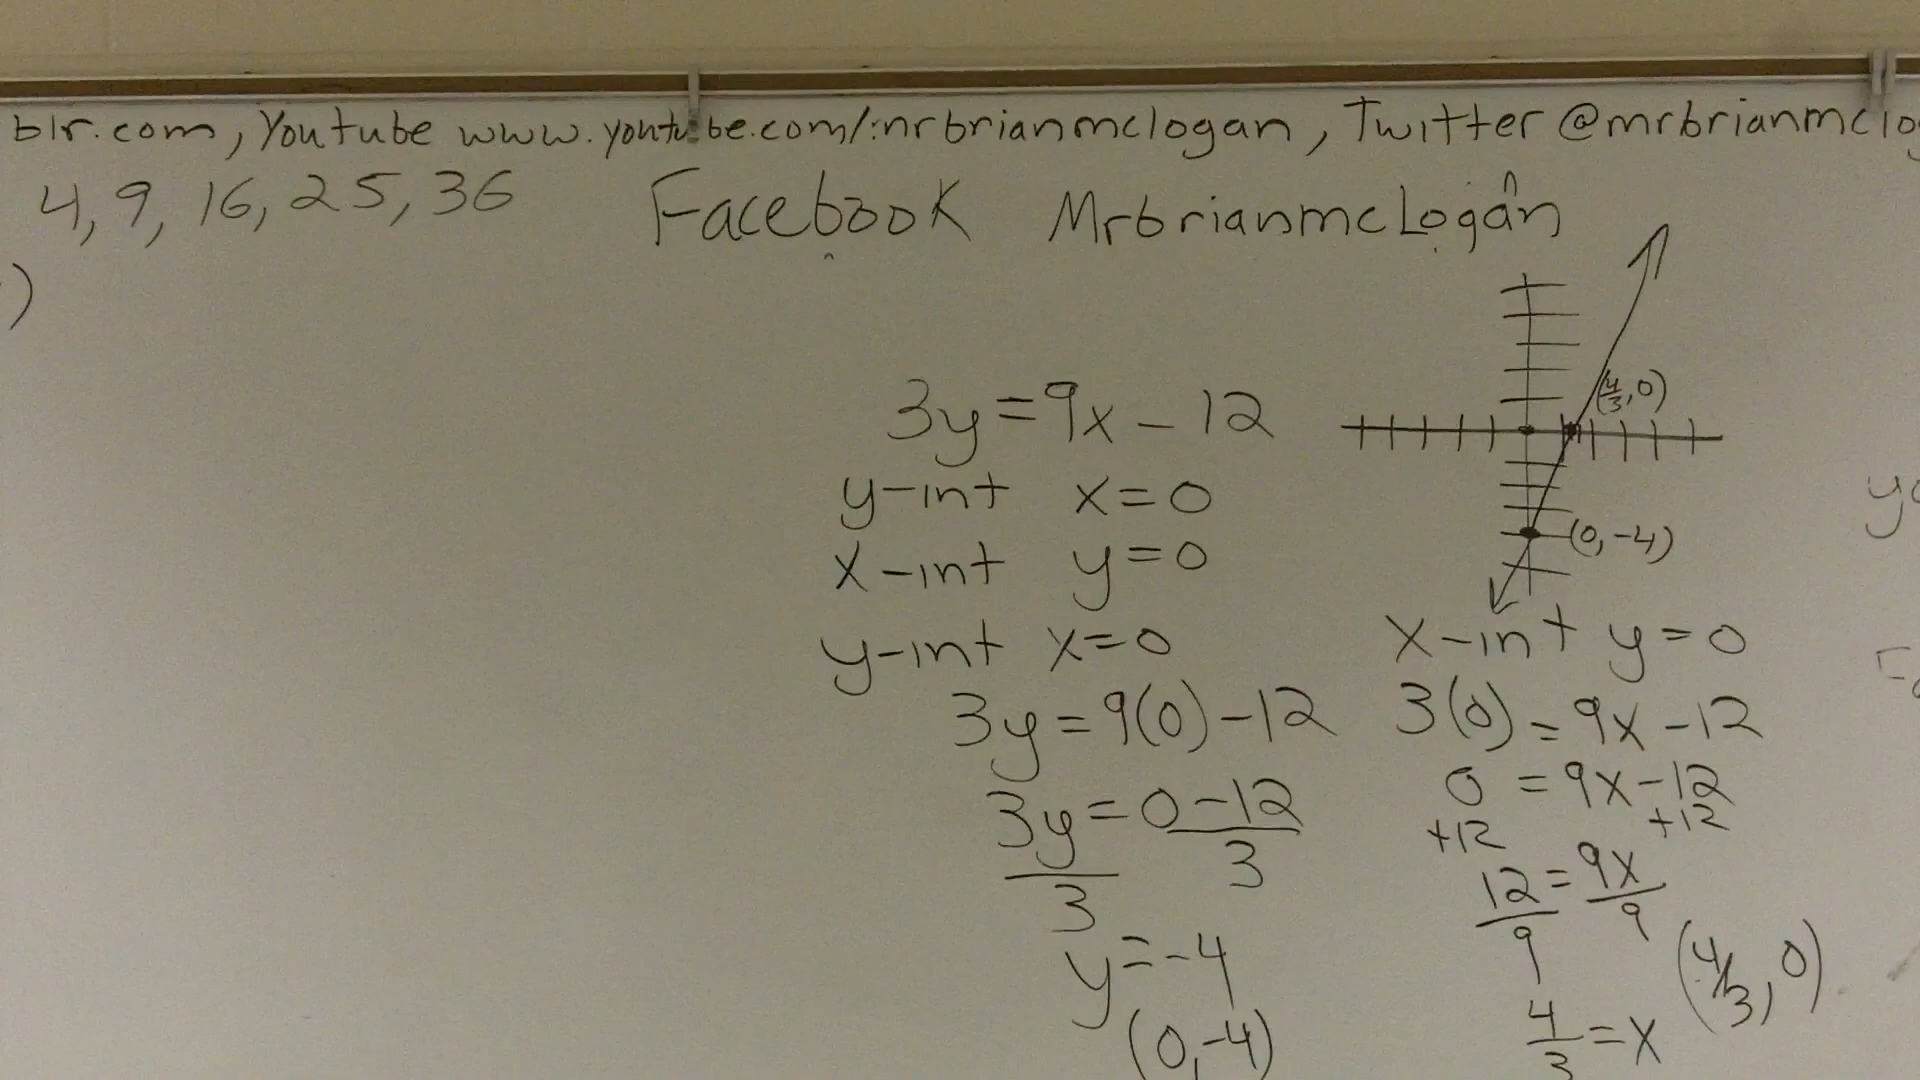 blr.com, Youtube www.youtube.com/mrbrianmclogan, Twitter @mrbrianmclo
4, 9, 16, 25, 36 Facebook MrbrianmcLogan
)
3y = 9x - 12
(4/3, 0)
y-int x = 0
x-int y = 0
(0, -4)
y-int x = 0
3y = 9(0) - 12
3y = 0 - 12
3 3
y = -4
(0, -4)
x-int y = 0
3(0) = 9x - 12
0 = 9x - 12
+12 +12
12 = 9x
9 9
4/3 = x
(4/3, 0)